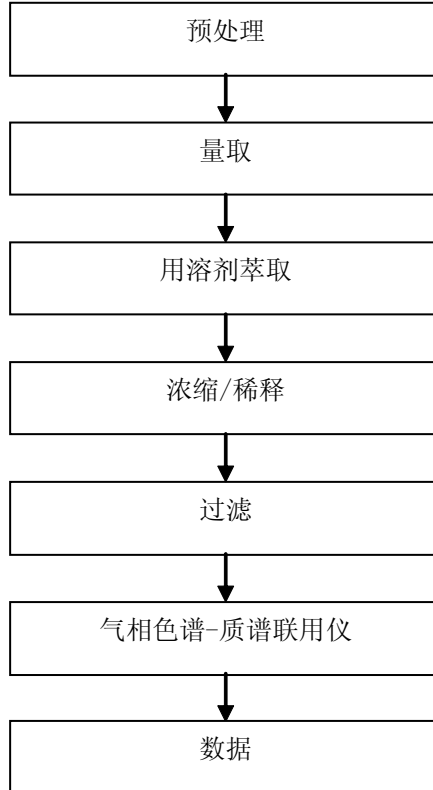 预处理
量取
用溶剂萃取
浓缩/稀释
过滤
气相色谱-质谱联用仪
数据